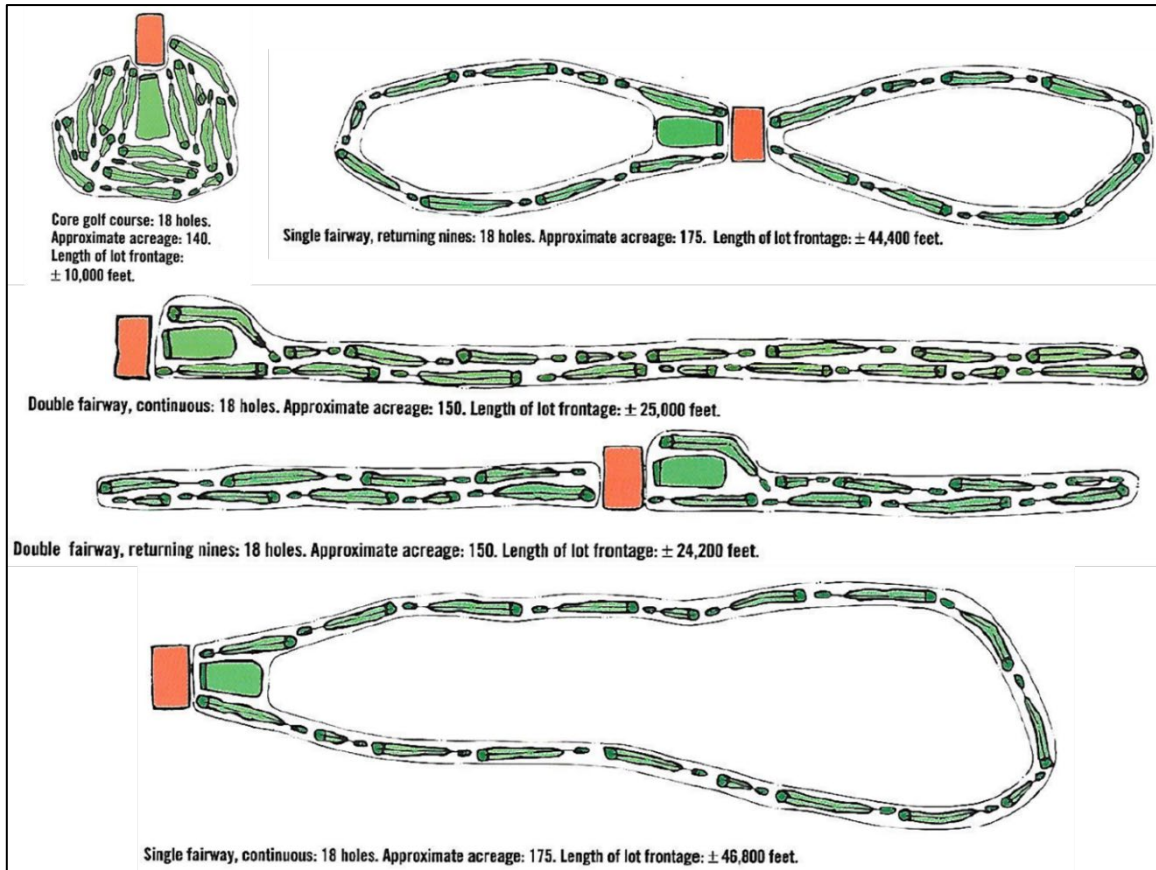 Core golf course: 18 holes.
Approximate acreage: 140.
Length of lot frontage:
± 10,000 feet.
Single fairway, returning nines: 18 holes. Approximate acreage: 175. Length of lot frontage: ± 44,400 feet.
Double fairway, continuous: 18 holes. Approximate acreage: 150. Length of lot frontage: ± 25,000 feet.
Double fairway, returning nines: 18 holes. Approximate acreage: 150. Length of lot frontage: ± 24,200 feet.
Single fairway, continuous: 18 holes. Approximate acreage: 175. Length of lot frontage: ± 46,800 feet.